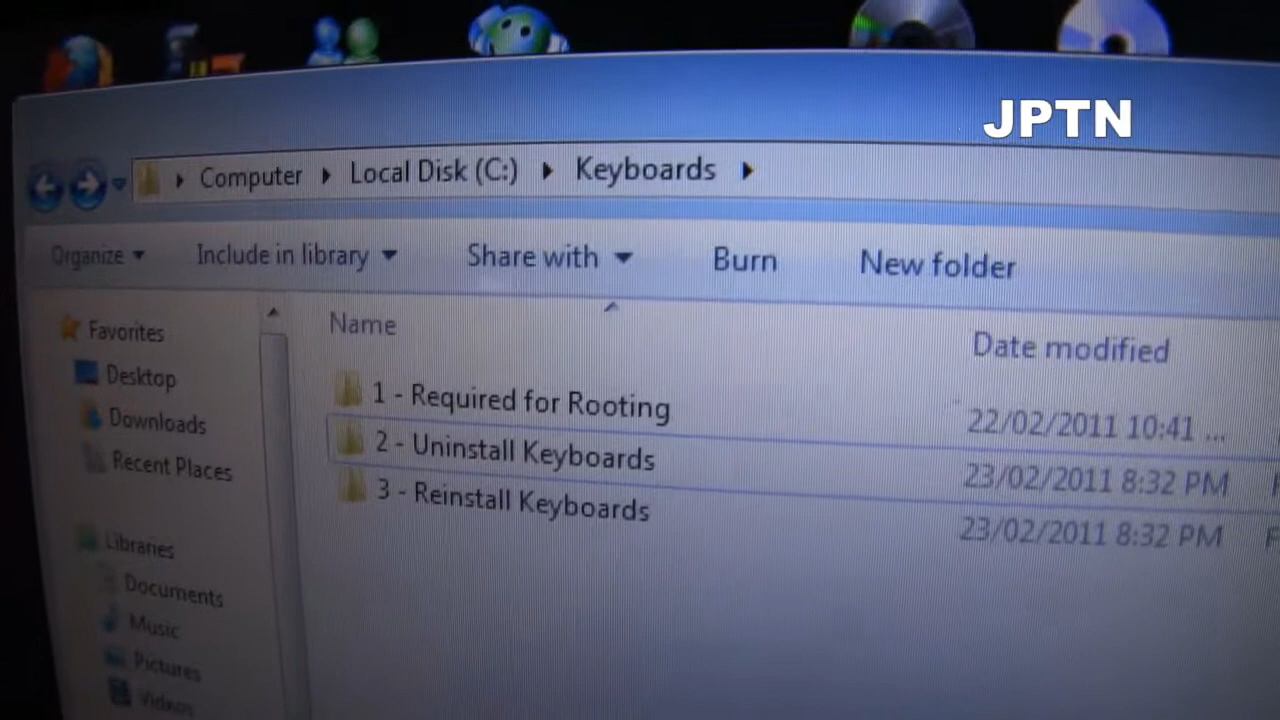 JPTN
Computer Local Disk (C:) Keyboards
Organize Include in library Share with Burn New folder
Favorites
Desktop
Downloads
Recent Places
Libraries
Documents
Music
Pictures
Videos
Name Date modified
1 - Required for Rooting 22/02/2011 10:41 ...
2 - Uninstall Keyboards 23/02/2011 8:32 PM
3 - Reinstall Keyboards 23/02/2011 8:32 PM